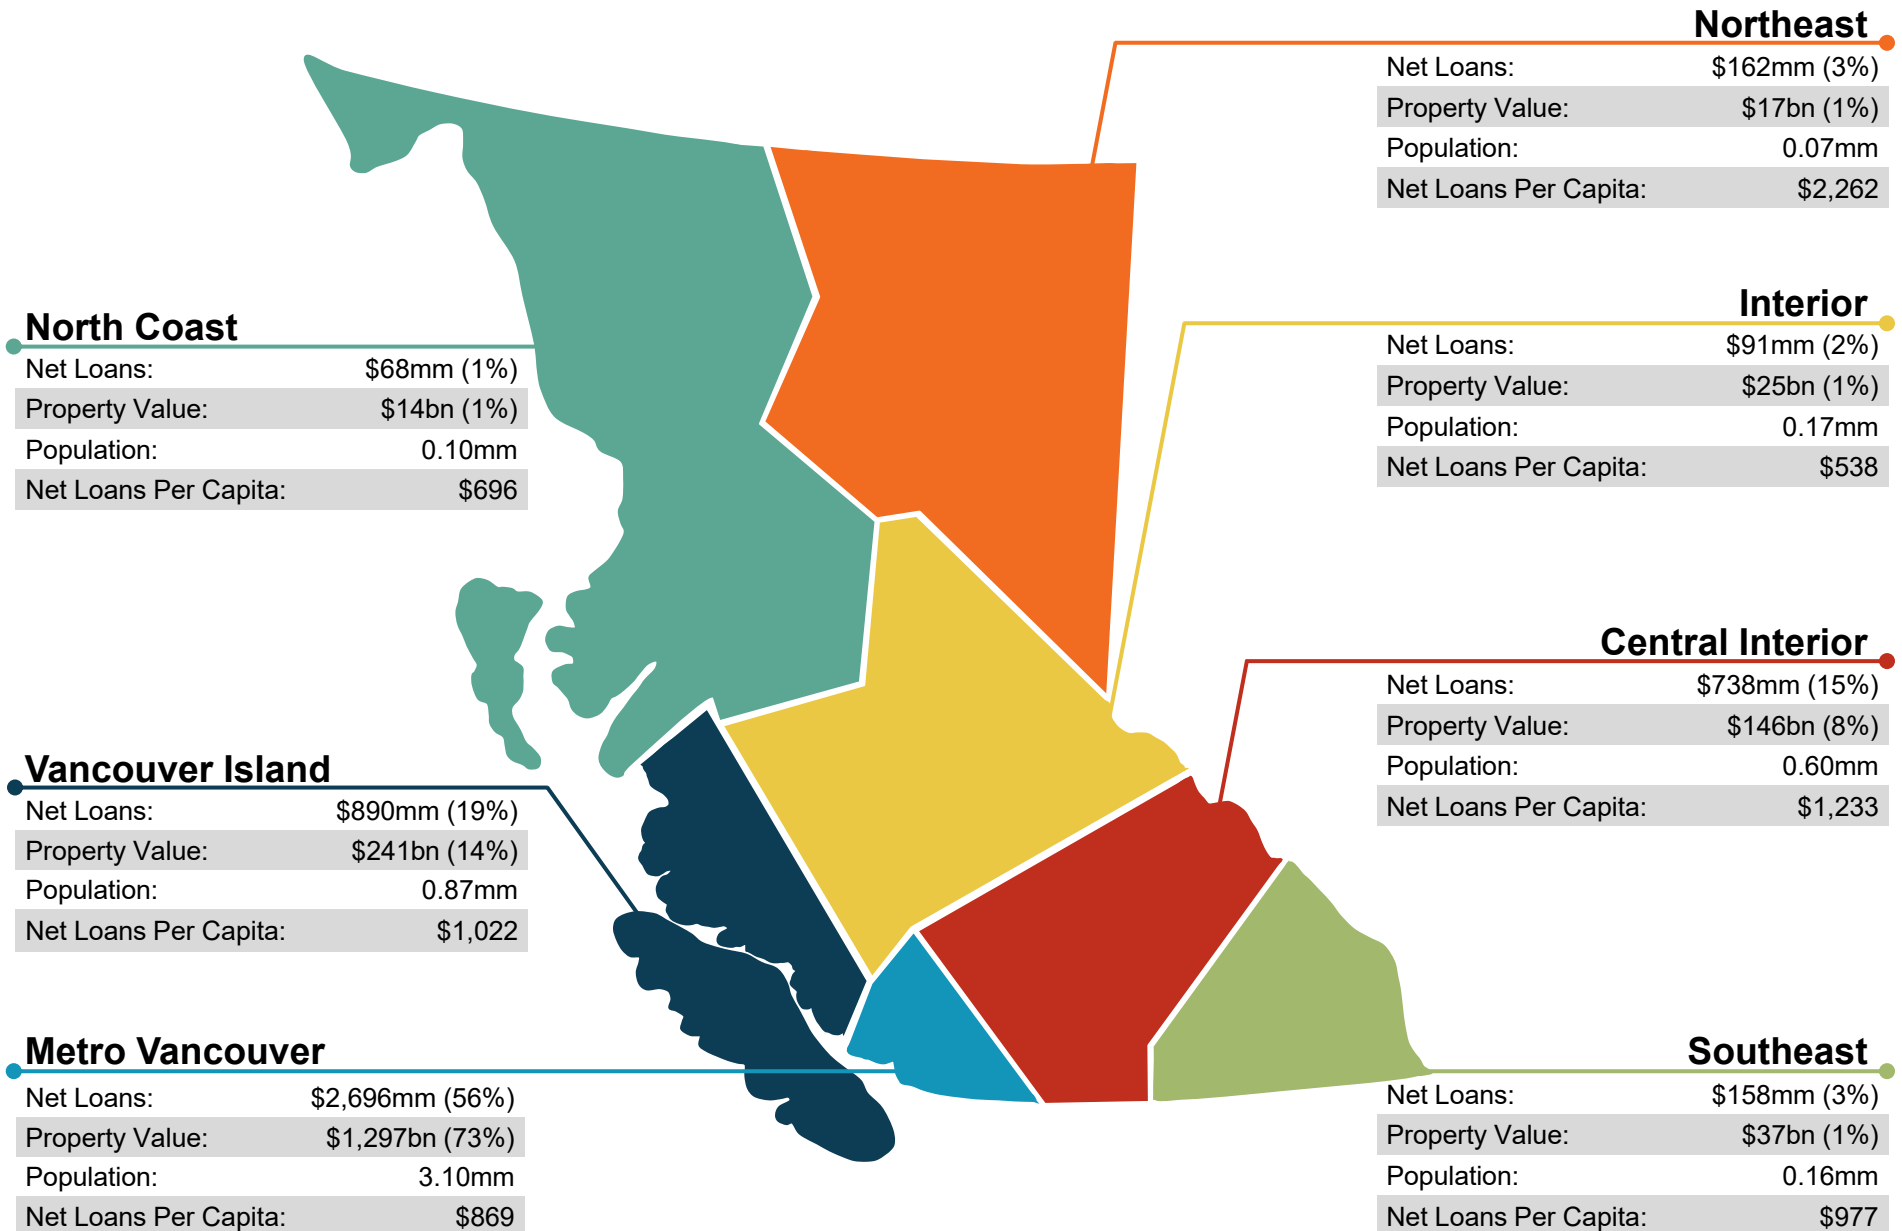 Northeast
Net Loans: $162mm (3%)
Property Value: $17bn (1%)
Population: 0.07mm
Net Loans Per Capita: $2,262
Interior
Net Loans: $91mm (2%)
Property Value: $25bn (1%)
Population: 0.17mm
Net Loans Per Capita: $538
North Coast
Net Loans: $68mm (1%)
Property Value: $14bn (1%)
Population: 0.10mm
Net Loans Per Capita: $696
Central Interior
Net Loans: $738mm (15%)
Property Value: $146bn (8%)
Population: 0.60mm
Net Loans Per Capita: $1,233
Vancouver Island
Net Loans: $890mm (19%)
Property Value: $241bn (14%)
Population: 0.87mm
Net Loans Per Capita: $1,022
Metro Vancouver
Net Loans: $2,696mm (56%)
Property Value: $1,297bn (73%)
Population: 3.10mm
Net Loans Per Capita: $869
Southeast
Net Loans: $158mm (3%)
Property Value: $37bn (1%)
Population: 0.16mm
Net Loans Per Capita: $977